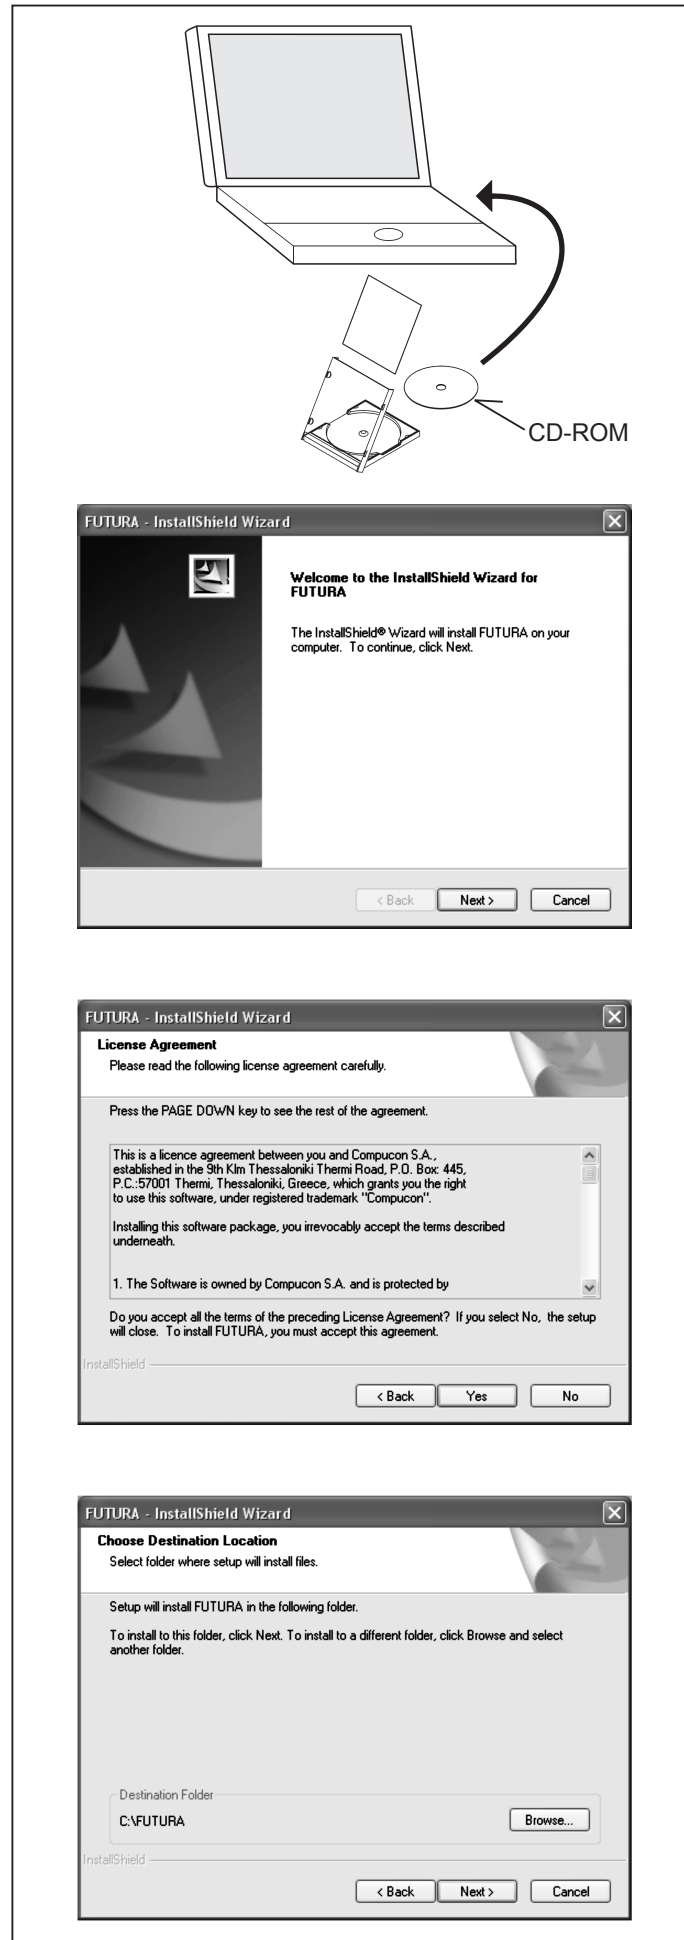 CD-ROM
FUTURA - InstallShield Wizard
Welcome to the InstallShield Wizard for
FUTURA
The InstallShield® Wizard will install FUTURA on your
computer. To continue, click Next.
< Back Next > Cancel
FUTURA - InstallShield Wizard
License Agreement
Please read the following license agreement carefully.
Press the PAGE DOWN key to see the rest of the agreement.
This is a licence agreement between you and Compucon S.A.,
established in the 9th Klm Thessaloniki Thermi Road, P.O. Box: 445,
P.C.:57001 Thermi, Thessaloniki, Greece, which grants you the right
to use this software, under registered trademark "Compucon".
Installing this software package, you irrevocably accept the terms described
underneath.
1. The Software is owned by Compucon S.A. and is protected by
Do you accept all the terms of the preceding License Agreement? If you select No, the setup
will close. To install FUTURA, you must accept this agreement.
InstallShield
< Back Yes No
FUTURA - InstallShield Wizard
Choose Destination Location
Select folder where setup will install files.
Setup will install FUTURA in the following folder.
To install to this folder, click Next. To install to a different folder, click Browse and select
another folder.
Destination Folder
C:\FUTURA Browse...
InstallShield
< Back Next > Cancel